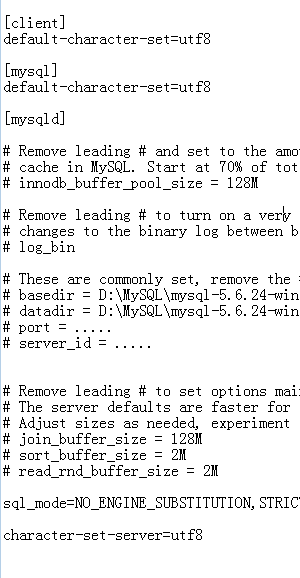 [client]
default-character-set=utf8
[mysql]
default-character-set=utf8
[mysqld]
# Remove leading # and set to the amo
# cache in MySQL. Start at 70% of tot
# innodb_buffer_pool_size = 128M
# Remove leading # to turn on a very
# changes to the binary log between b
# log_bin
# These are commonly set, remove the
# basedir = D:\MySQL\mysql-5.6.24-win
# datadir = D:\MySQL\mysql-5.6.24-win
# port = .....
# server_id = .....
# Remove leading # to set options mai
# The server defaults are faster for
# Adjust sizes as needed, experiment
# join_buffer_size = 128M
# sort_buffer_size = 2M
# read_rnd_buffer_size = 2M
sql_mode=NO_ENGINE_SUBSTITUTION,STRICT
character-set-server=utf8